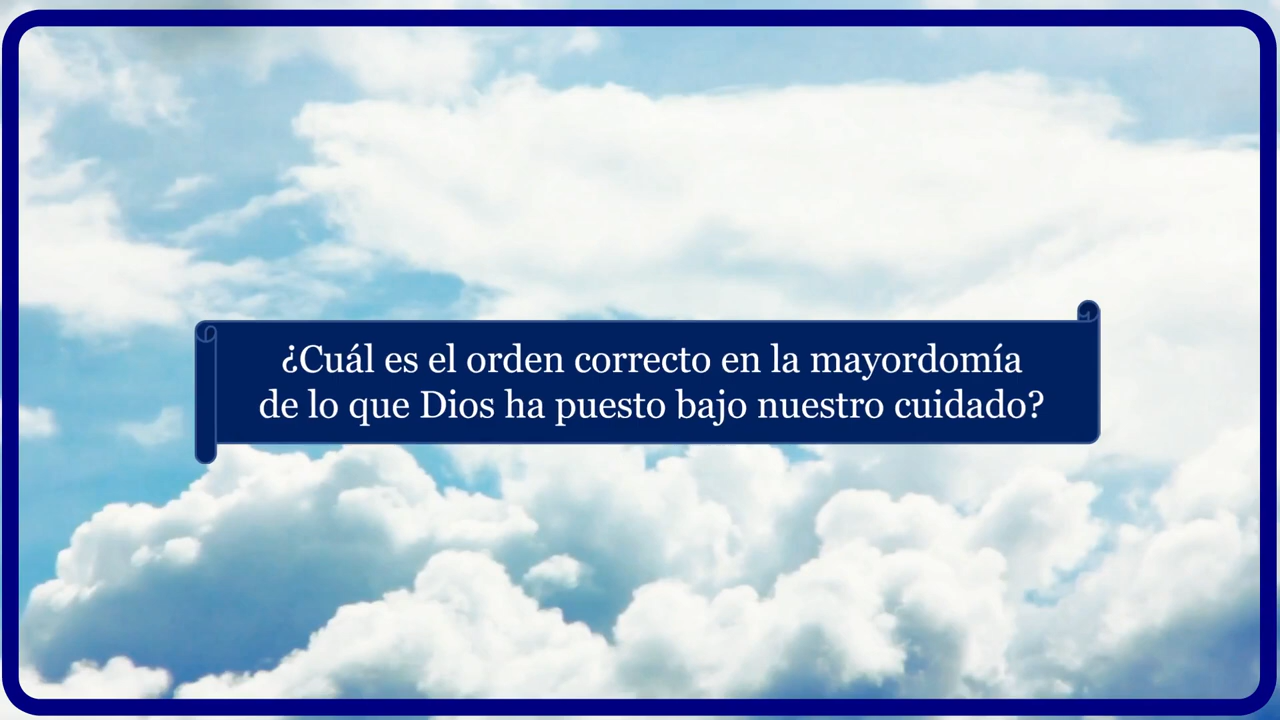 ¿Cuál es el orden correcto en la mayordomía
de lo que Dios ha puesto bajo nuestro cuidado?